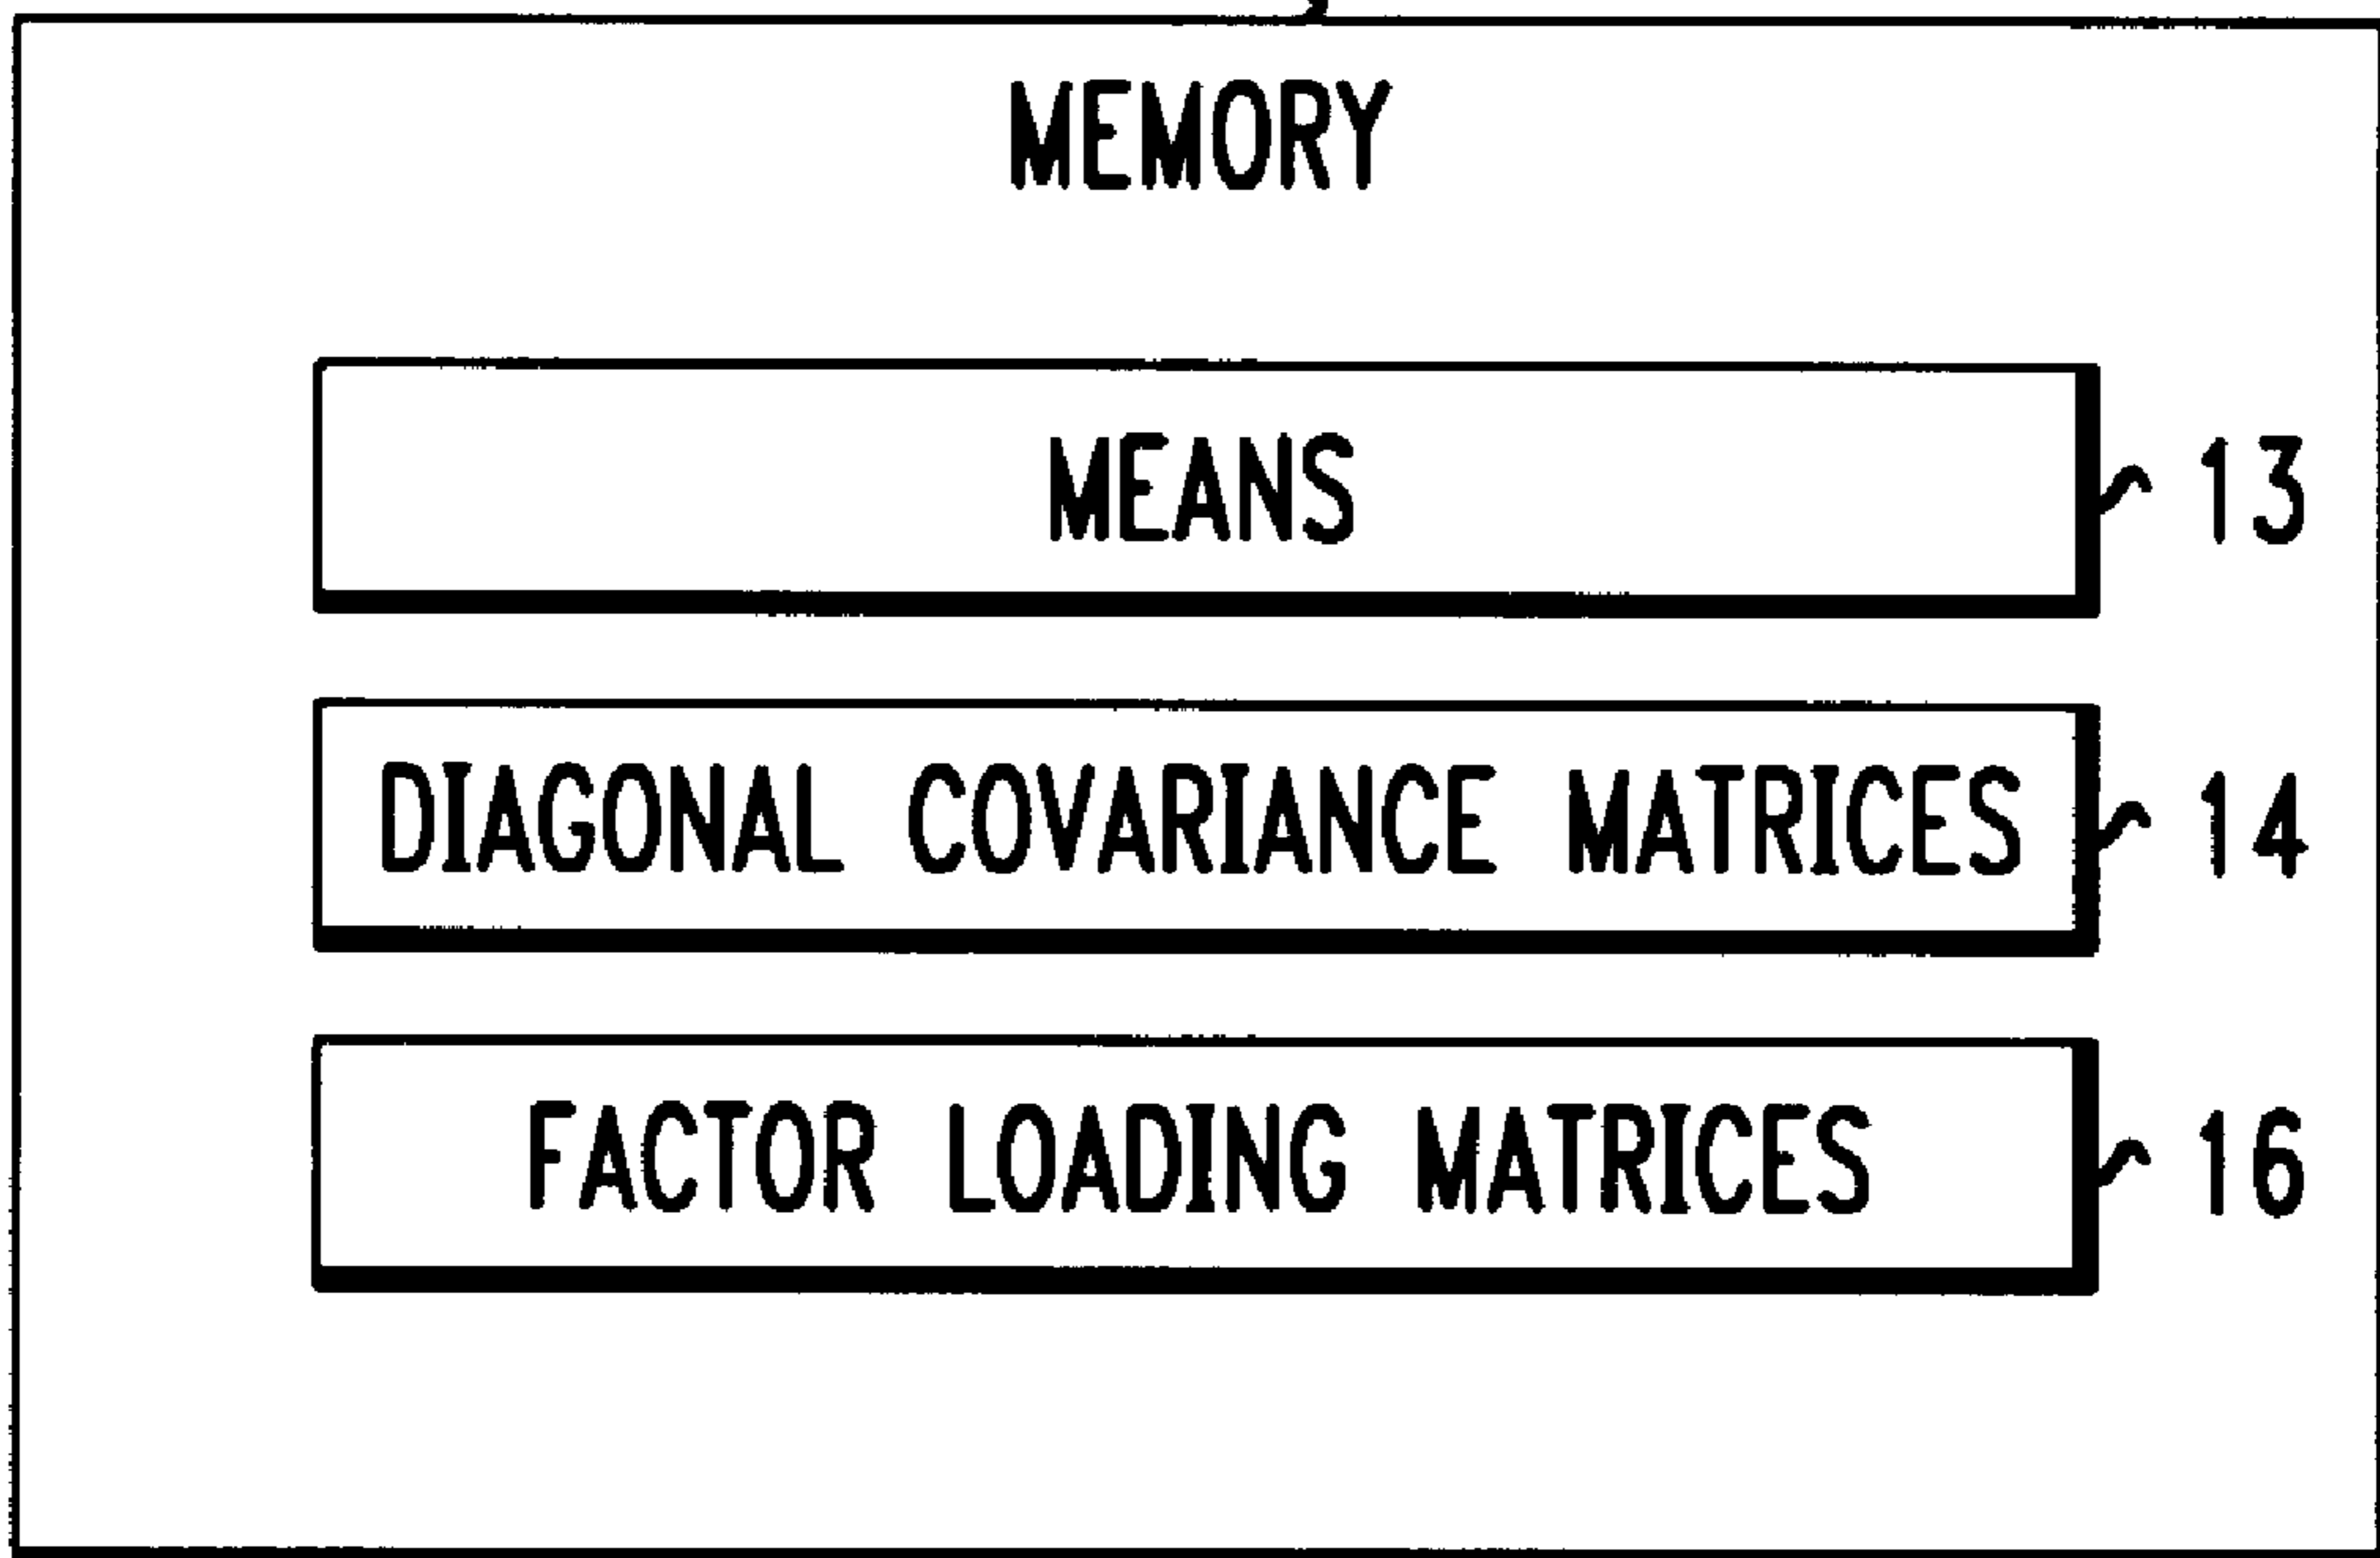 MEMORY
MEANS 13
DIAGONAL COVARIANCE MATRICES 14
FACTOR LOADING MATRICES 16